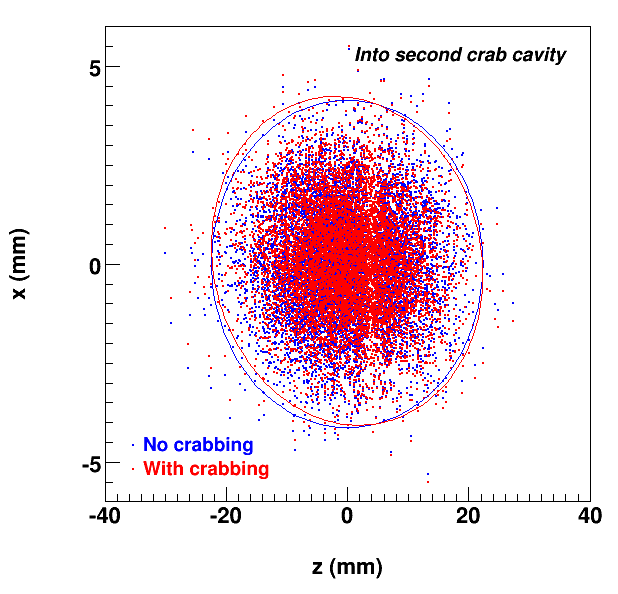 Into second crab cavity
5
0
-5
x (mm)
No crabbing
With crabbing
-40
-20
0
20
40
z (mm)